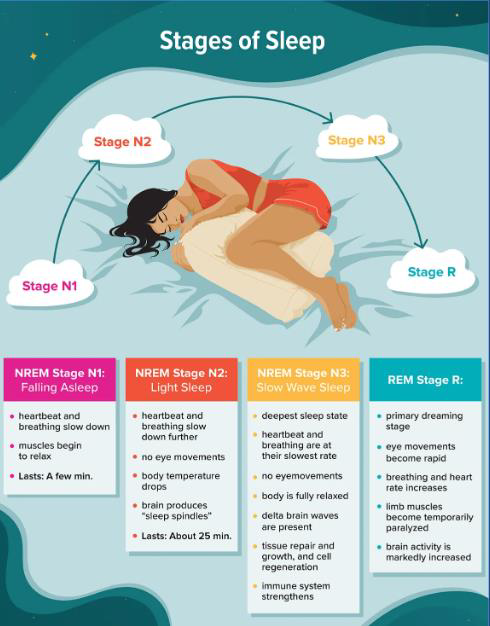 Stages of Sleep
Stage N2
Stage N3
Stage N1
Stage R
NREM Stage N1:
Falling Asleep
heartbeat and
breathing slow down
muscles begin
to relax
Lasts: A few min.
NREM Stage N2:
Light Sleep
heartbeat and
breathing slow
down further
no eye movements
body temperature
drops
brain produces
“sleep spindles”
Lasts: About 25 min.
NREM Stage N3:
Slow Wave Sleep
deepest sleep state
heartbeat and
breathing are at
their slowest rate
no eyemovements
body is fully relaxed
delta brain waves
are present
tissue repair and
growth, and cell
regeneration
immune system
strengthens
REM Stage R:
primary dreaming
stage
eye movements
become rapid
breathing and heart
rate increases
limb muscles
become temporarily
paralyzed
brain activity is
markedly increased